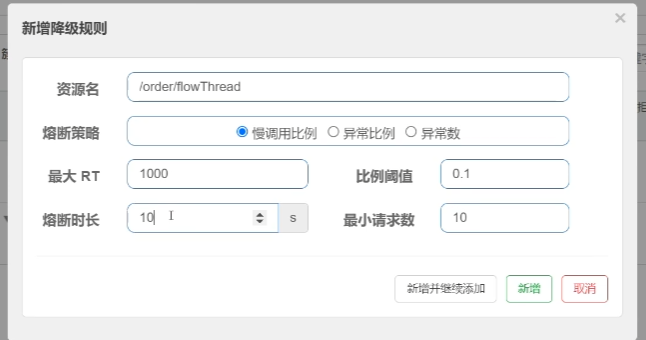 新增降级规则
×
资源名 /order/flowThread
熔断策略 慢调用比例 异常比例 异常数
最大 RT 1000 比例阈值 0.1
熔断时长 10 s 最小请求数 10
新增并继续添加 新增 取消